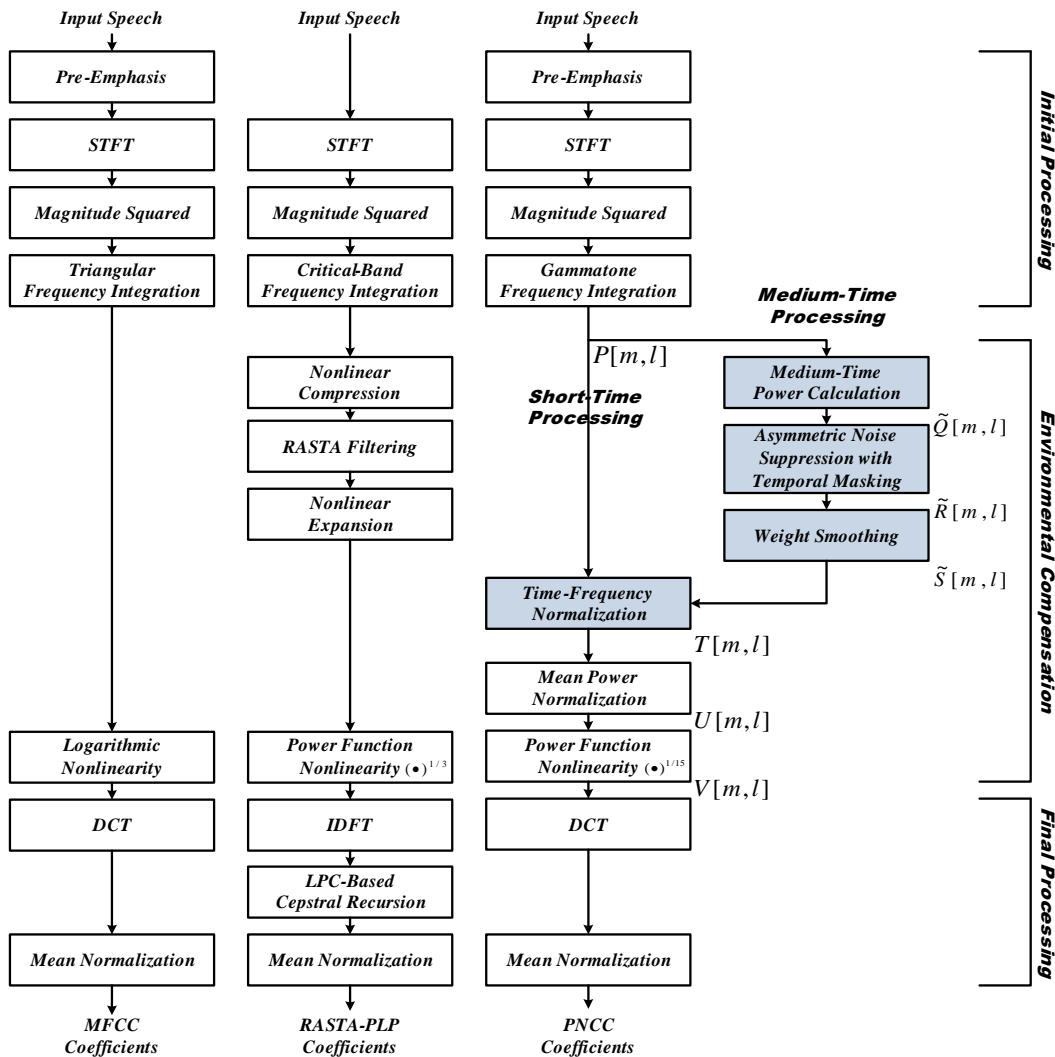 Input Speech
Pre-Emphasis
STFT
Magnitude Squared
Triangular
Frequency Integration
Logarithmic
Nonlinearity
DCT
Mean Normalization
MFCC
Coefficients
Input Speech
STFT
Magnitude Squared
Critical-Band
Frequency Integration
Nonlinear
Compression
RASTA Filtering
Nonlinear
Expansion
Power Function
Nonlinearity (•)^{1/3}
IDFT
LPC-Based
Cepstral Recursion
Mean Normalization
RASTA-PLP
Coefficients
Input Speech
Pre-Emphasis
STFT
Magnitude Squared
Gammatone
Frequency Integration
P[m,l]
Short-Time
Processing
Time-Frequency
Normalization
T[m,l]
Mean Power
Normalization
U[m,l]
Power Function
Nonlinearity (•)^{1/15}
V[m,l]
DCT
Mean Normalization
PNCC
Coefficients
Medium-Time
Processing
Medium-Time
Power Calculation
Q̃[m,l]
Asymmetric Noise
Suppression with
Temporal Masking
R̃[m,l]
Weight Smoothing
S̃[m,l]
Initial Processing
Environmental Compensation
Final Processing